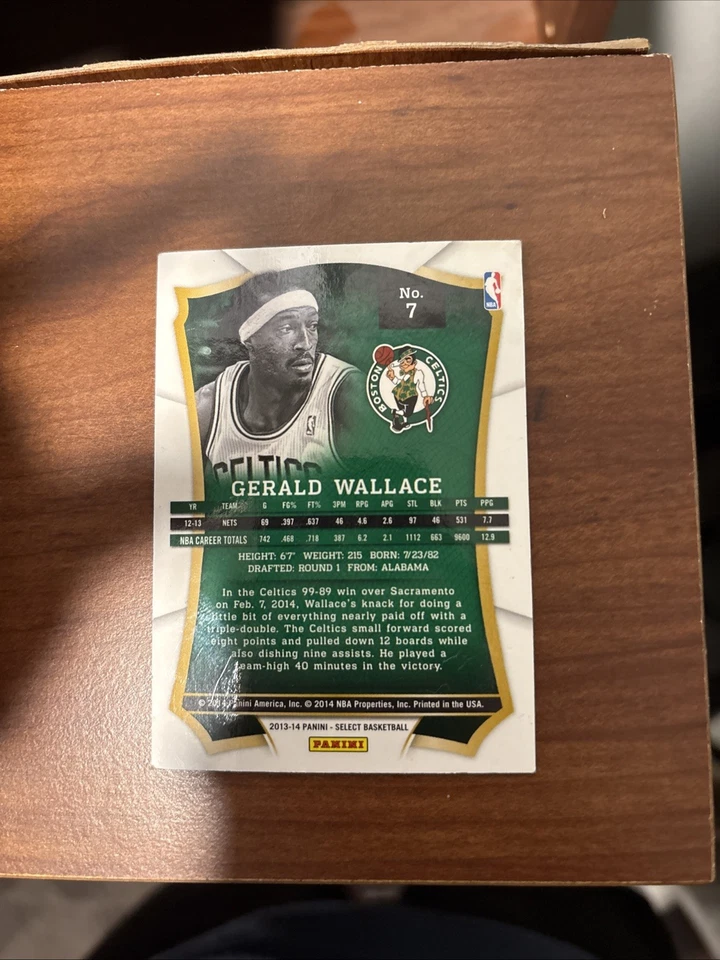 No.
7
NBA
BOSTON CELTICS
CELTICS
GERALD WALLACE
YR TEAM G FG% FT% 3PM RPG APG STL BLK PTS PPG
12-13 NETS 69 .397 .637 46 4.6 2.6 97 46 531 7.7
NBA CAREER TOTALS 742 .468 .718 387 6.2 2.1 1112 663 9600 12.9
HEIGHT: 6'7" WEIGHT: 215 BORN: 7/23/82
DRAFTED: ROUND 1 FROM: ALABAMA
In the Celtics 99-89 win over Sacramento
on Feb. 7, 2014, Wallace's knack for doing a
little bit of everything nearly paid off with a
triple-double. The Celtics small forward scored
eight points and pulled down 12 boards while
also dishing nine assists. He played a
team-high 40 minutes in the victory.
© 2014 Panini America, Inc. © 2014 NBA Properties, Inc. Printed in the USA.
2013-14 PANINI - SELECT BASKETBALL
PANINI